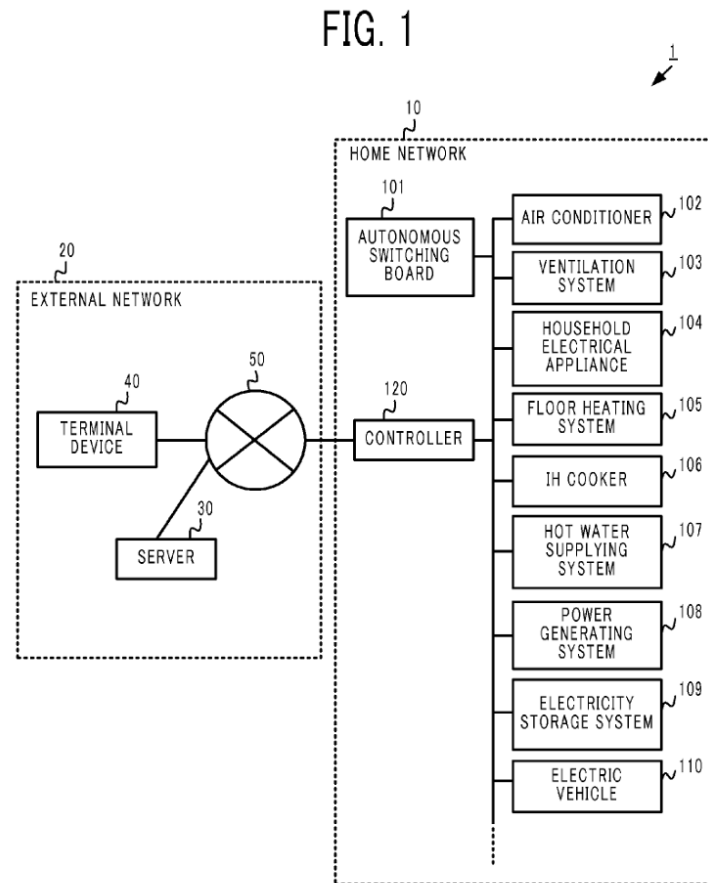 FIG. 1
1
10
HOME NETWORK
101
AUTONOMOUS
SWITCHING
BOARD
AIR CONDITIONER
102
VENTILATION
SYSTEM
103
HOUSEHOLD
ELECTRICAL
APPLIANCE
104
FLOOR HEATING
SYSTEM
105
IH COOKER
106
HOT WATER
SUPPLYING
SYSTEM
107
POWER
GENERATING
SYSTEM
108
ELECTRICITY
STORAGE SYSTEM
109
ELECTRIC
VEHICLE
110
120
CONTROLLER
20
EXTERNAL NETWORK
50
40
TERMINAL
DEVICE
30
SERVER